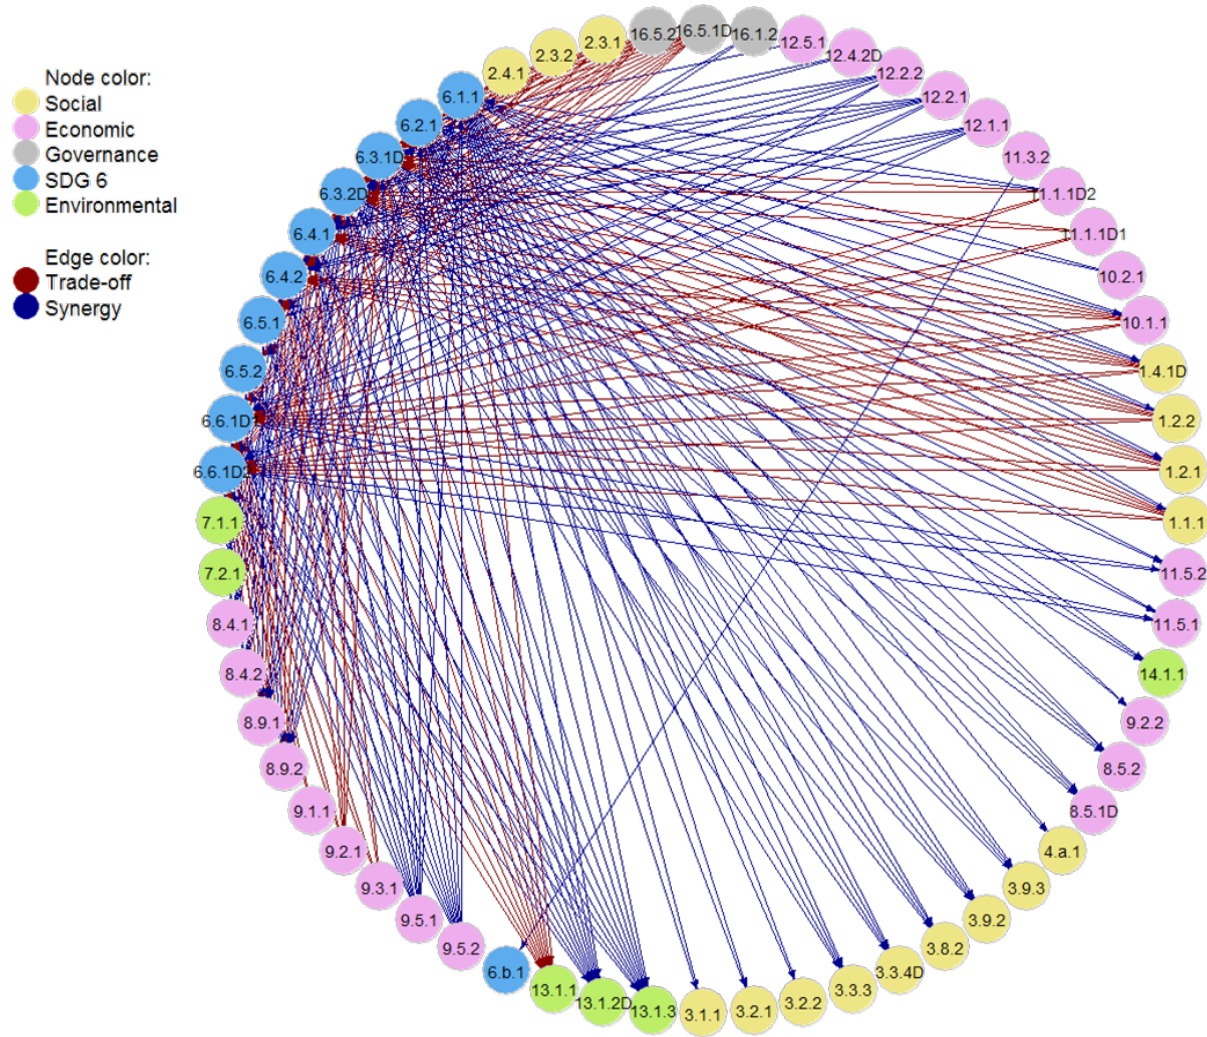 Node color:
Social
Economic
Governance
SDG 6
Environmental
Edge color:
Trade-off
Synergy
16.5.2
16.5.1D
16.1.2
12.5.1
12.4.2D
12.2.2
12.2.1
12.1.1
11.3.2
11.1.1D2
11.1.1D1
10.2.1
10.1.1
1.4.1D
1.2.2
1.2.1
1.1.1
11.5.2
11.5.1
14.1.1
9.2.2
8.5.2
8.5.1D
4.a.1
3.9.3
3.9.2
3.8.2
3.3.4D
3.3.3
3.2.2
3.2.1
3.1.1
13.1.3
13.1.2D
13.1.1
6.b.1
9.5.2
9.5.1
9.3.1
9.2.1
9.1.1
8.9.2
8.9.1
8.4.2
8.4.1
7.2.1
7.1.1
6.6.1D2
6.6.1D1
6.5.2
6.5.1
6.4.2
6.4.1
6.3.2D
6.3.1D
6.2.1
6.1.1
2.4.1
2.3.2
2.3.1